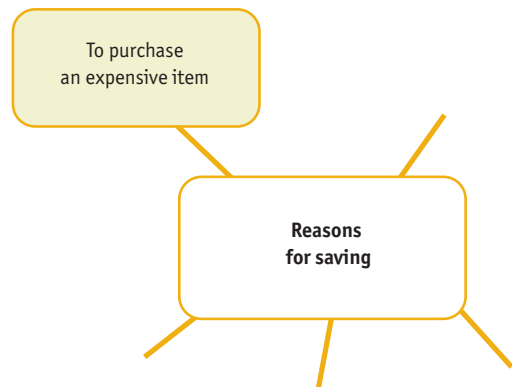 To purchase
an expensive item
Reasons
for saving